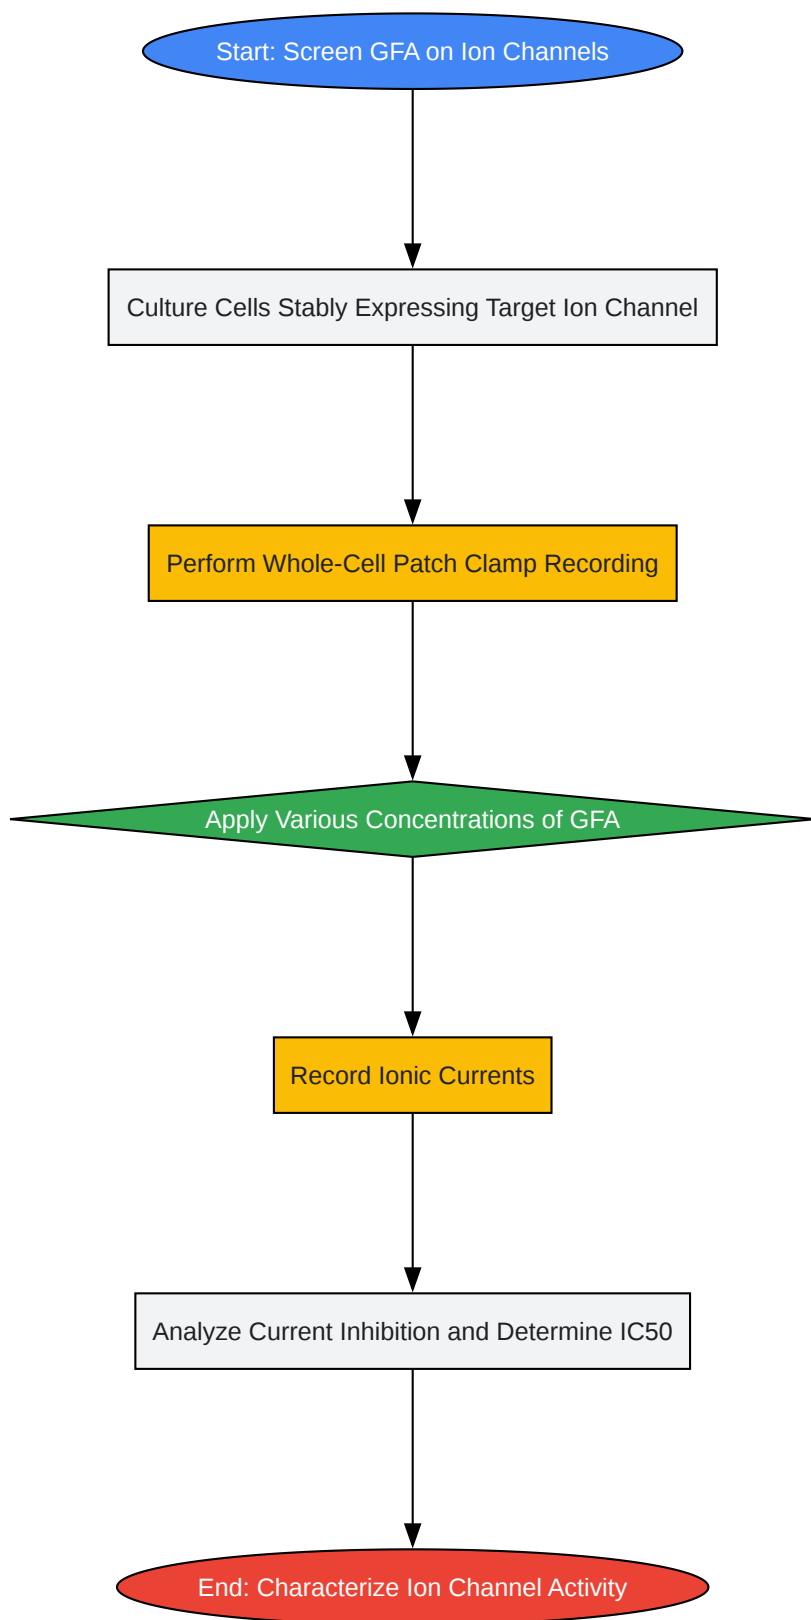 Start: Screen GFA on Ion Channels
Culture Cells Stably Expressing Target Ion Channel
Perform Whole-Cell Patch Clamp Recording
Apply Various Concentrations of GFA
Record Ionic Currents
Analyze Current Inhibition and Determine IC50
End: Characterize Ion Channel Activity